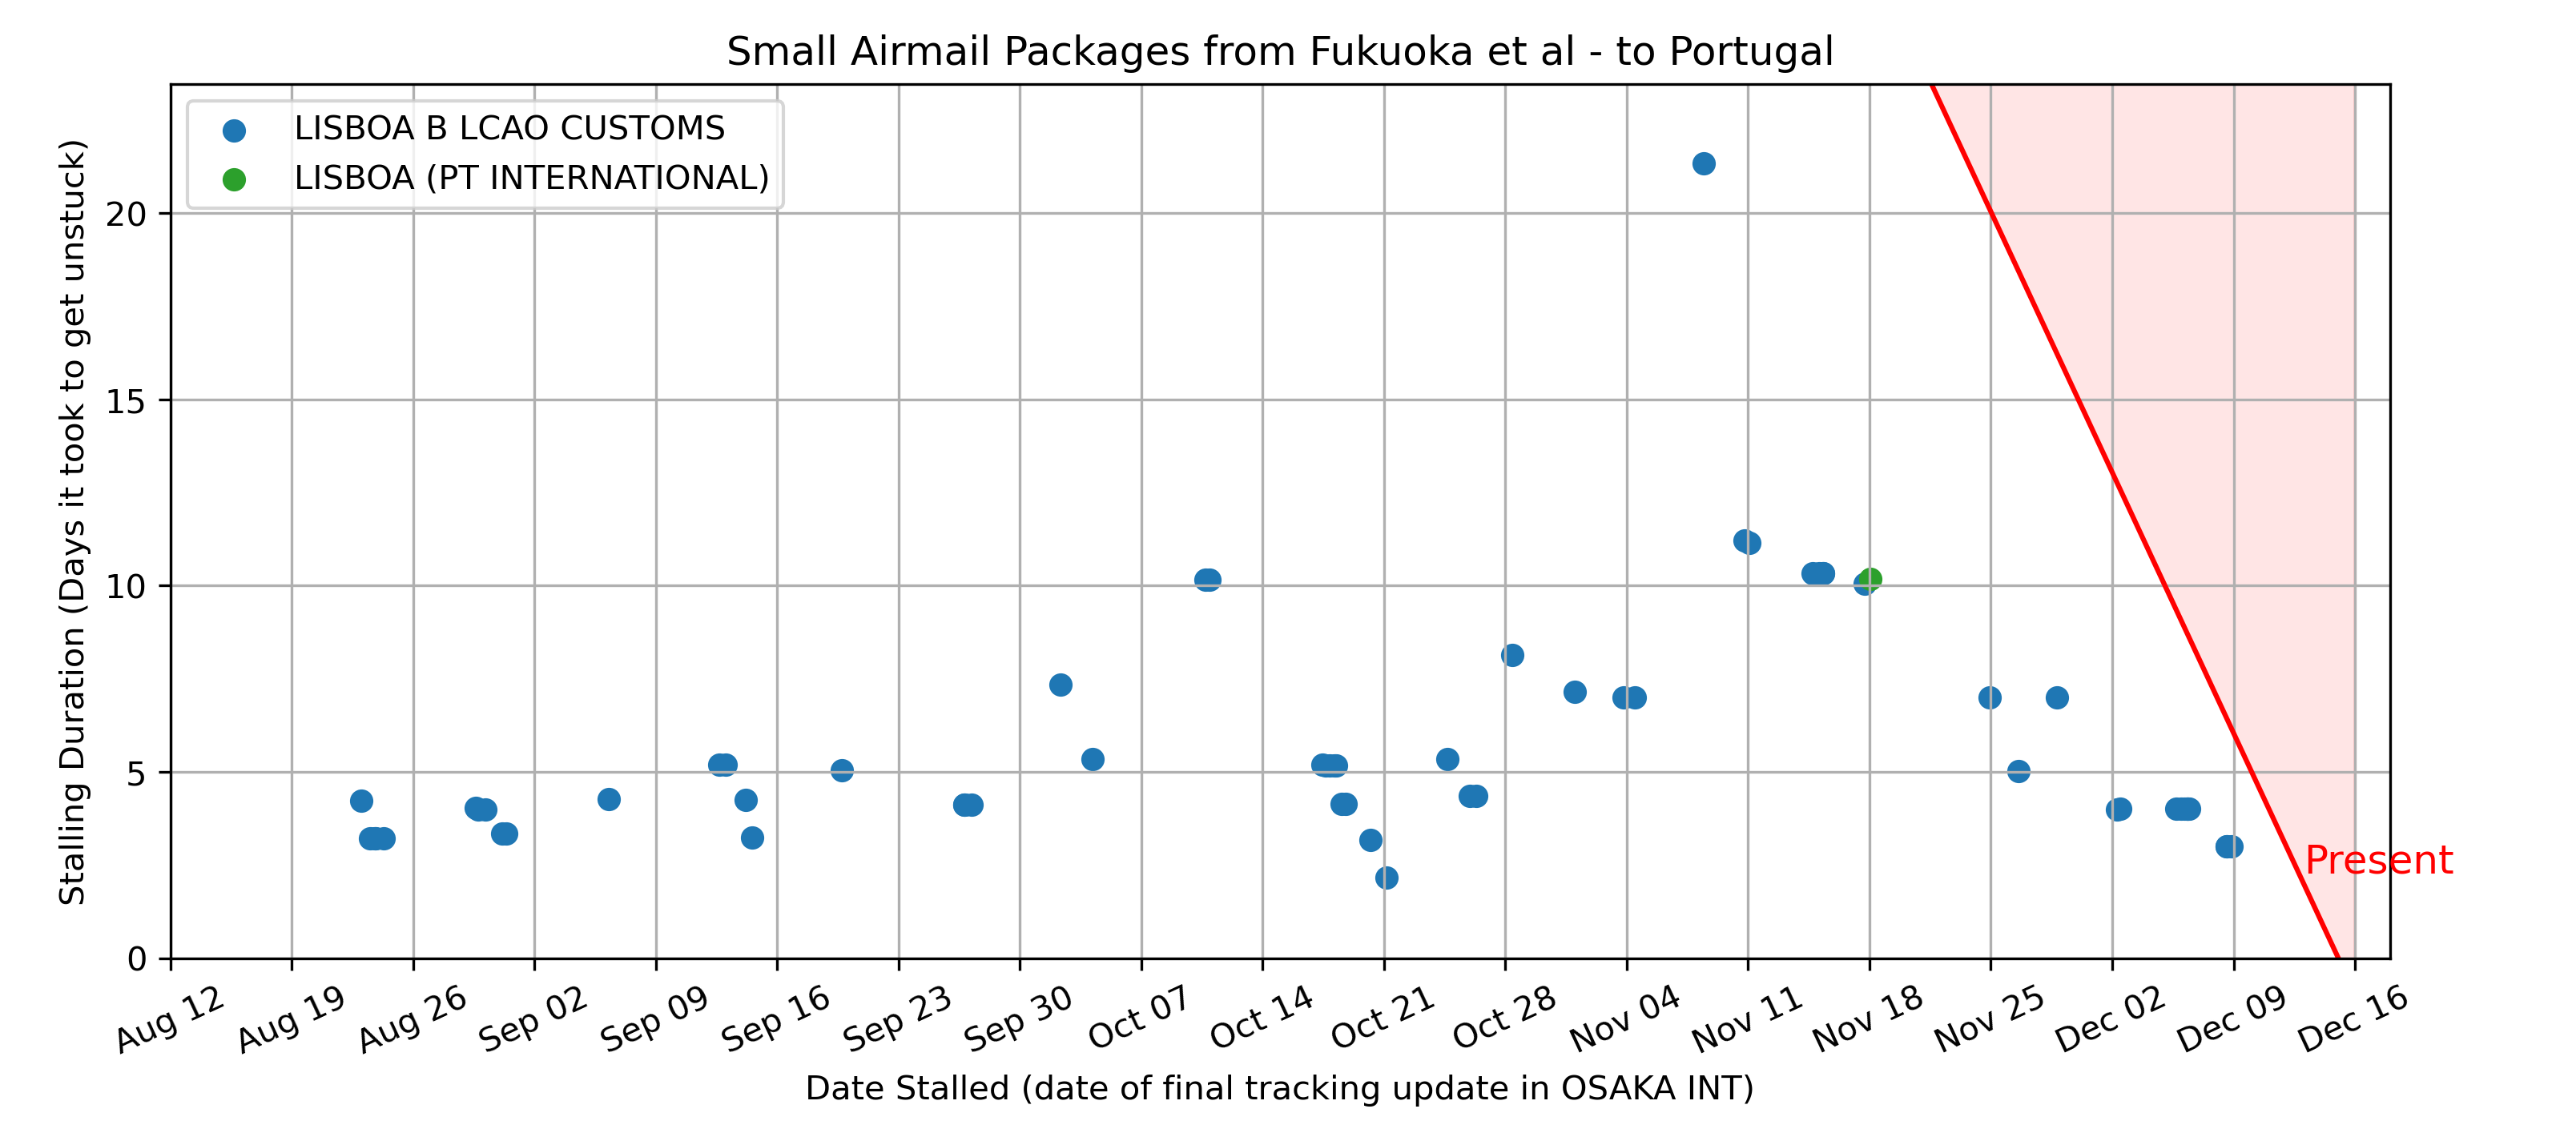 Small Airmail Packages from Fukuoka et al - to Portugal
LISBOA B LCAO CUSTOMS
LISBOA (PT INTERNATIONAL)
Stalling Duration (Days it took to get unstuck)
20
15
10
5
0
Present
Aug 12
Aug 19
Aug 26
Sep 02
Sep 09
Sep 16
Sep 23
Sep 30
Oct 07
Oct 14
Oct 21
Oct 28
Nov 04
Nov 11
Nov 18
Nov 25
Dec 02
Dec 09
Dec 16
Date Stalled (date of final tracking update in OSAKA INT)